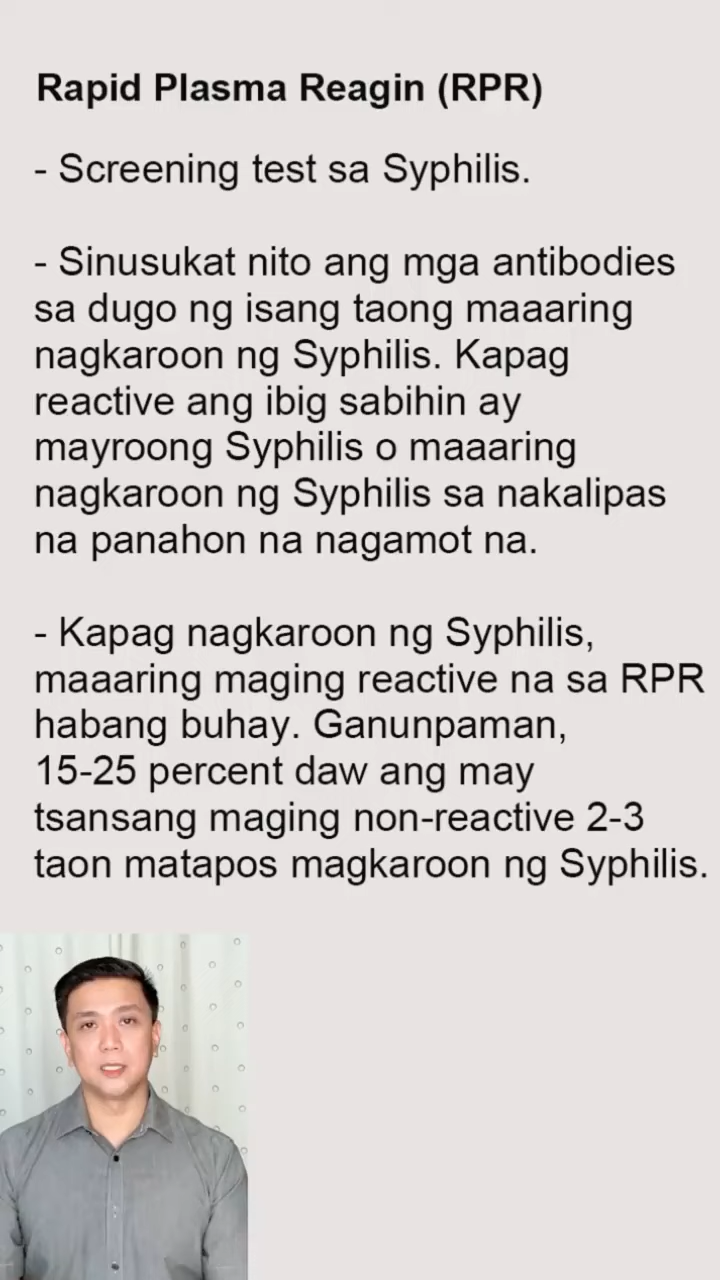 Rapid Plasma Reagin (RPR)
- Screening test sa Syphilis.
- Sinusukat nito ang mga antibodies
sa dugo ng isang taong maaaring
nagkaroon ng Syphilis. Kapag
reactive ang ibig sabihin ay
mayroong Syphilis o maaaring
nagkaroon ng Syphilis sa nakalipas
na panahon na nagamot na.
- Kapag nagkaroon ng Syphilis,
maaaring maging reactive na sa RPR
habang buhay. Ganunpaman,
15-25 percent daw ang may
tsansang maging non-reactive 2-3
taon matapos magkaroon ng Syphilis.